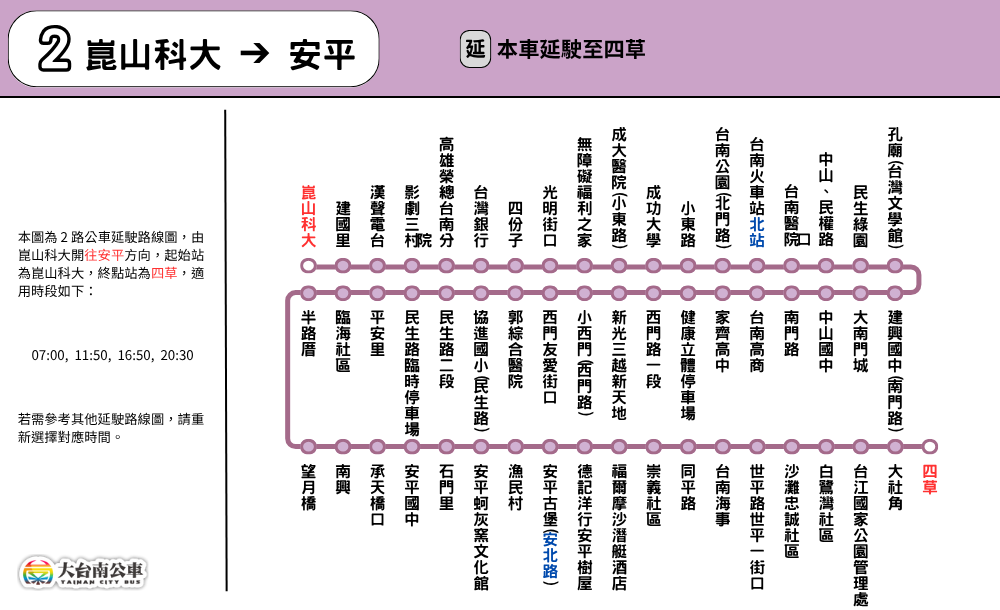 2 崑山科大 → 安平
延 本車延駛至四草
本圖為 2 路公車延駛路線圖，由
崑山科大開往安平方向，起始站
為崑山科大，終點站為四草，適
用時段如下：
07:00, 11:50, 16:50, 20:30
若需參考其他延駛路線圖，請重
新選擇對應時間。
大台南公車
TAINAN CITY BUS
崑山科大
建國里
漢聲電台
影劇三村
高雄榮總台南分院
台灣銀行
四份子
光明街口
無障礙福利之家
成大醫院(小東路)
成功大學
小東路
台南公園(北門路)
台南火車站北站
台南醫院
中山、民權路口
民生綠園
孔廟(台灣文學館)
半路厝
臨海社區
平安里
民生路臨時停車場
民生路二段
協進國小(民生路)
郭綜合醫院
西門友愛街口
小西門(西門路)
新光三越新天地
西門路一段
健康立體停車場
家齊高中
台南高商
南門路
中山國中
大南門城
建興國中(南門路)
望月橋
南興
承天橋口
安平國中
石門里
安平蚵灰窯文化館
漁民村
安平古堡(安北路)
德記洋行安平樹屋
福爾摩沙潛艇酒店
崇義社區
同平路
台南海事
世平路世平一街口
沙灘忠誠社區
白鷺灣社區
台江國家公園管理處
大社角
四草